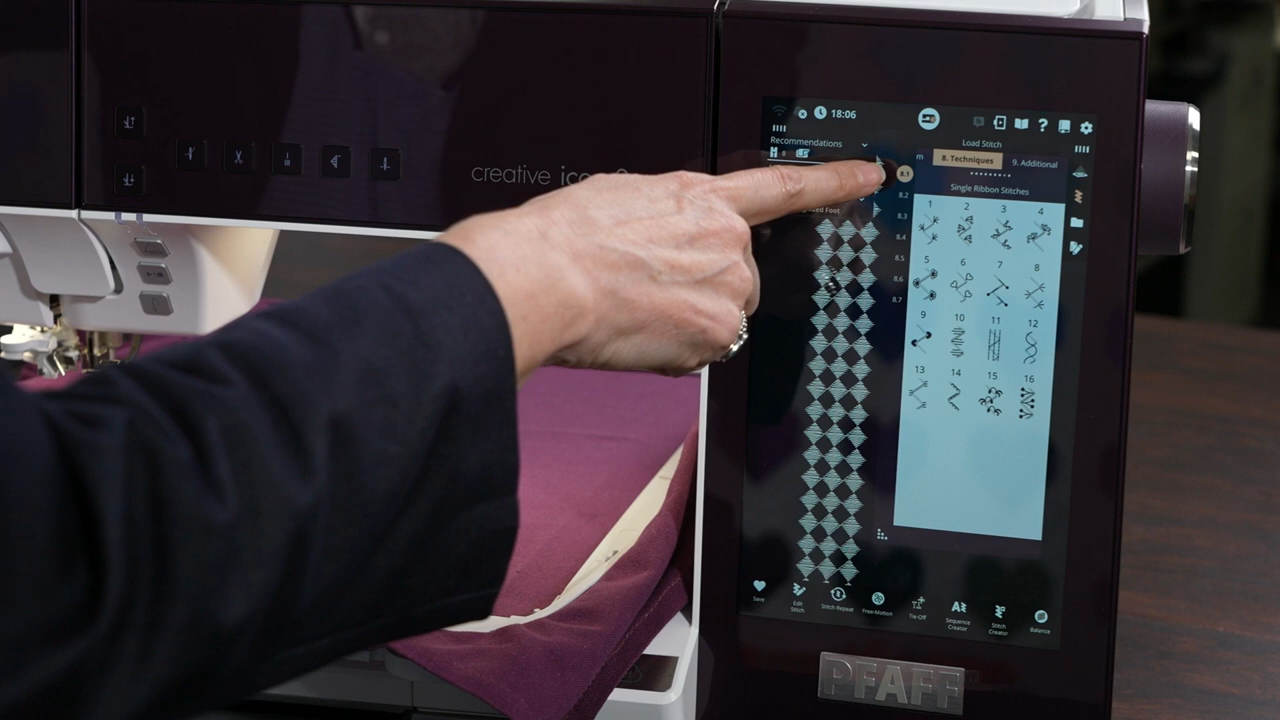 18:06
Recommendations
Load Stitch
8. Techniques
9. Additional
8.1
Single Ribbon Stitches
8.2
8.3
8.4
8.5
8.6
8.7
1 2 3 4
5 6 7 8
9 10 11 12
13 14 15 16
creative
Foot
Save
Edit Stitch
Stitch Repeat
Free-Motion
Tie-Off
Sequence Creator
Stitch Creator
Balance
PFAFF